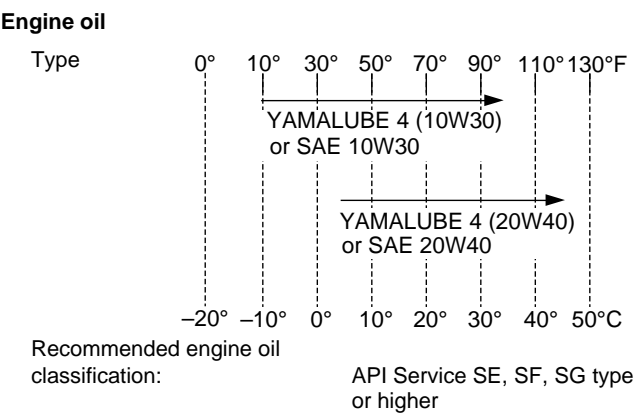 Engine oil
Type
0° 10° 30° 50° 70° 90° 110° 130°F
YAMALUBE 4 (10W30)
or SAE 10W30
YAMALUBE 4 (20W40)
or SAE 20W40
–20° –10° 0° 10° 20° 30° 40° 50°C
Recommended engine oil
classification:
API Service SE, SF, SG type
or higher